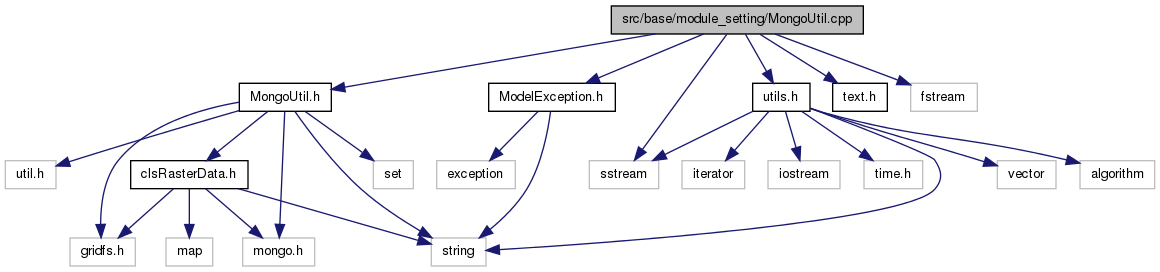 src/base/module_setting/MongoUtil.cpp
MongoUtil.h
ModelException.h
utils.h
text.h
fstream
util.h
clsRasterData.h
set
exception
sstream
iterator
iostream
time.h
vector
algorithm
gridfs.h
map
mongo.h
string